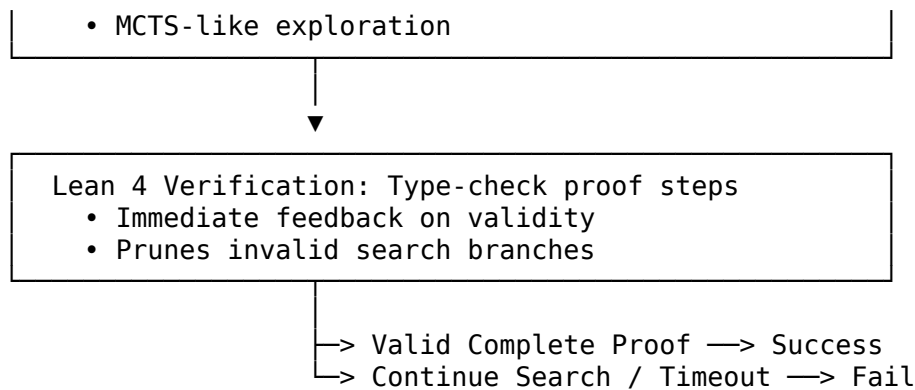 • MCTS-like exploration
Lean 4 Verification: Type-check proof steps
• Immediate feedback on validity
• Prunes invalid search branches
─> Valid Complete Proof ──> Success
─> Continue Search / Timeout ──> Fail